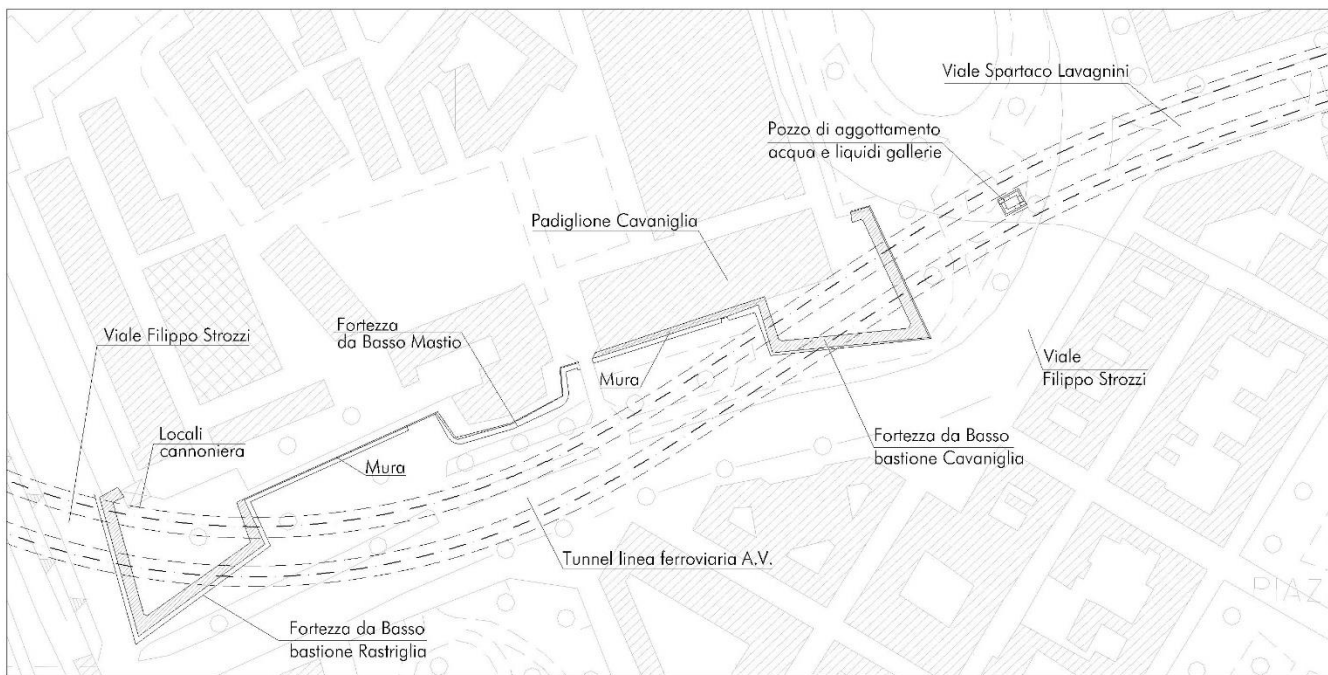 Viale Spartaco Lavagnini
Pozzo di aggottamento
acqua e liquidi gallerie
Padiglione Cavaniglia
Viale Filippo Strozzi
Fortezza
da Basso Mastio
Mura
Viale
Filippo Strozzi
Locali
cannoniera
Mura
Fortezza da Basso
bastione Cavaniglia
Tunnel linea ferroviaria A.V.
PIAZ
Fortezza da Basso
bastione Rastriglia